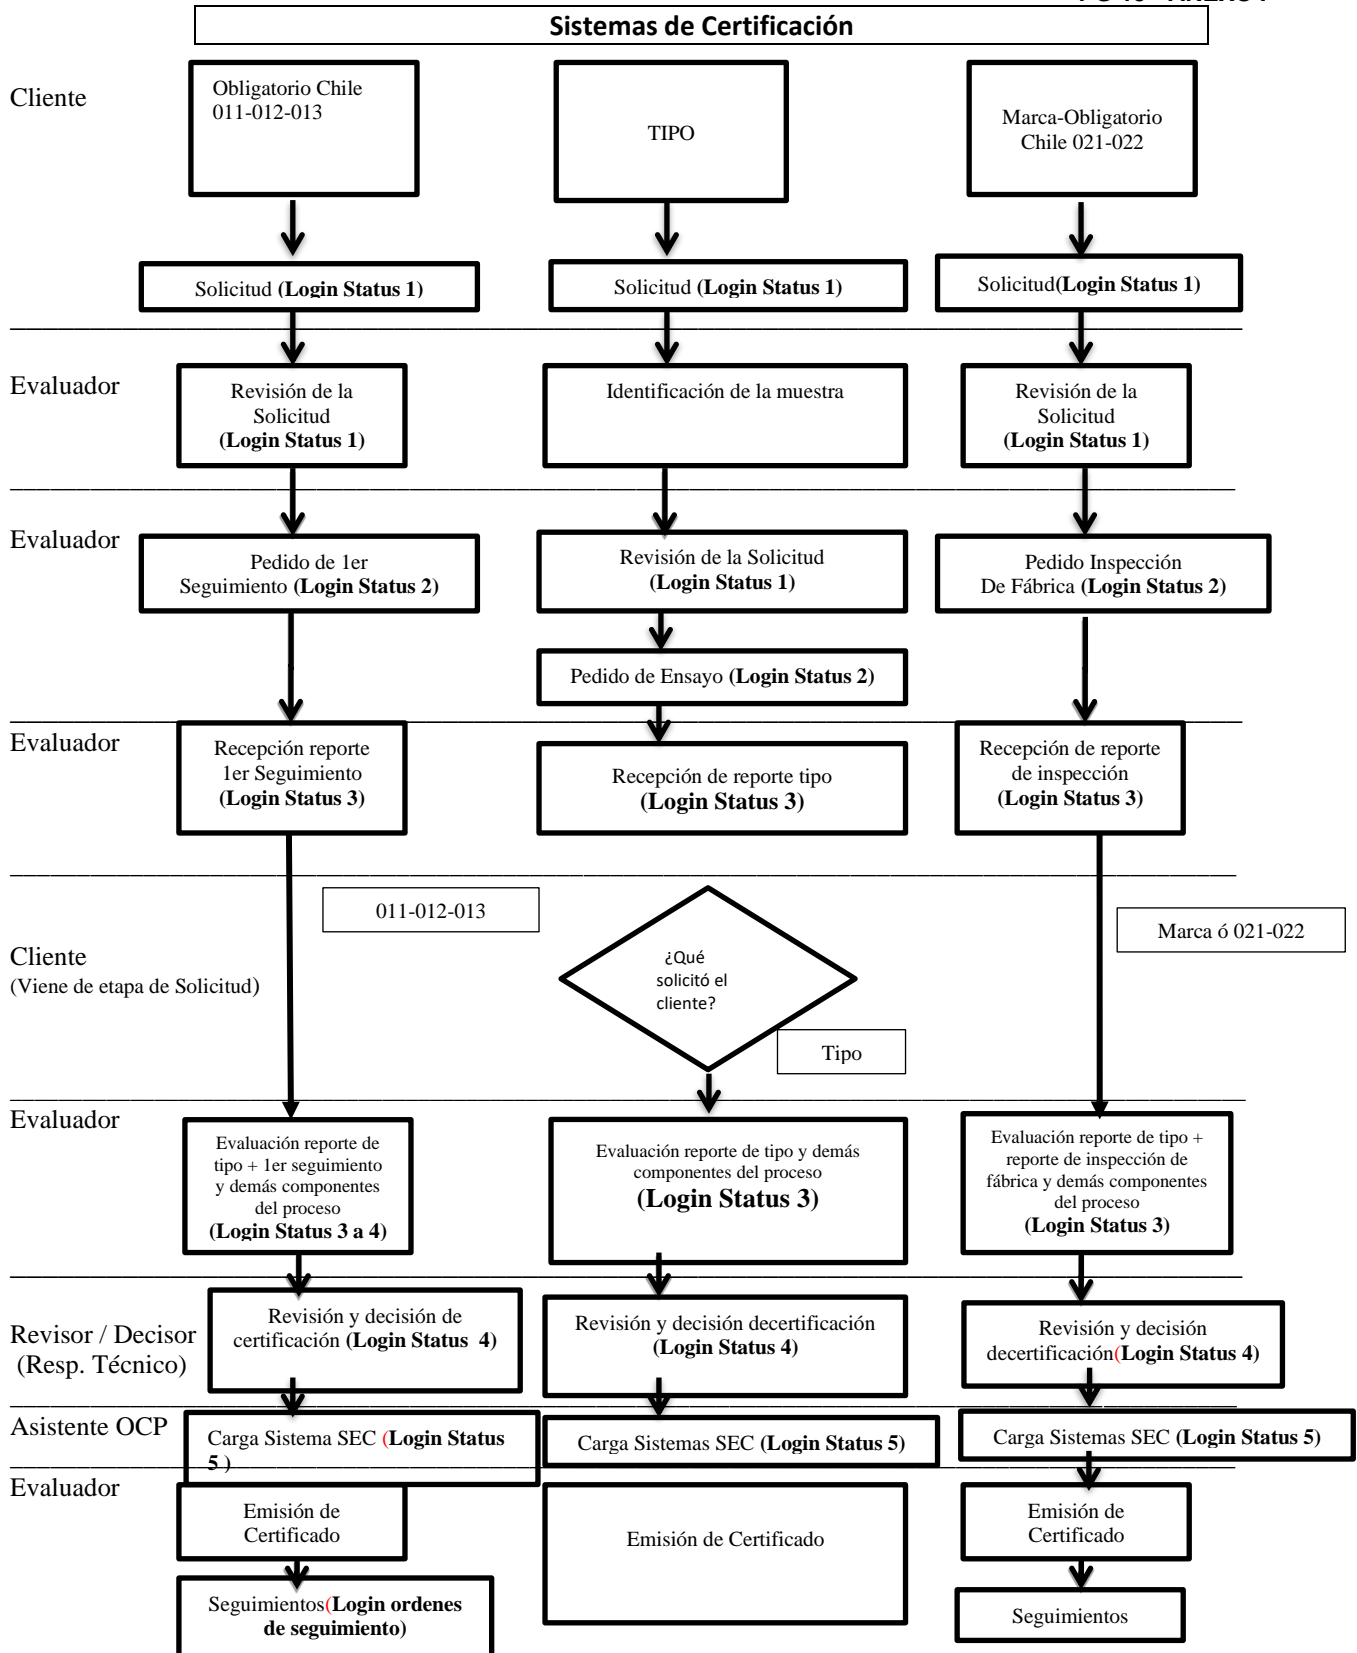 Sistemas de Certificación
Cliente
Obligatorio Chile
011-012-013
TIPO
Marca-Obligatorio
Chile 021-022
Solicitud (Login Status 1)
Solicitud (Login Status 1)
Solicitud(Login Status 1)
Evaluador
Revisión de la
Solicitud
(Login Status 1)
Identificación de la muestra
Revisión de la
Solicitud
(Login Status 1)
Evaluador
Pedido de 1er
Seguimiento (Login Status 2)
Revisión de la Solicitud
(Login Status 1)
Pedido Inspección
De Fábrica (Login Status 2)
Pedido de Ensayo (Login Status 2)
Evaluador
Recepción reporte
1er Seguimiento
(Login Status 3)
Recepción de reporte tipo
(Login Status 3)
Recepción de reporte
de inspección
(Login Status 3)
011-012-013
Marca ó 021-022
Cliente
(Viene de etapa de Solicitud)
¿Qué
solicitó el
cliente?
Tipo
Evaluador
Evaluación reporte de
tipo + 1er seguimiento
y demás componentes
del proceso
(Login Status 3 a 4)
Evaluación reporte de tipo y demás
componentes del proceso
(Login Status 3)
Evaluación reporte de tipo +
reporte de inspección de
fábrica y demás componentes
del proceso
(Login Status 3)
Revisor / Decisor
(Resp. Técnico)
Revisión y decisión de
certificación (Login Status 4)
Revisión y decisión decertificación
(Login Status 4)
Revisión y decisión
decertificación(Login Status 4)
Asistente OCP
Carga Sistema SEC (Login Status
5 )
Carga Sistemas SEC (Login Status 5)
Carga Sistemas SEC (Login Status 5)
Evaluador
Emisión de
Certificado
Emisión de Certificado
Emisión de
Certificado
Seguimientos(Login ordenes
de seguimiento)
Seguimientos